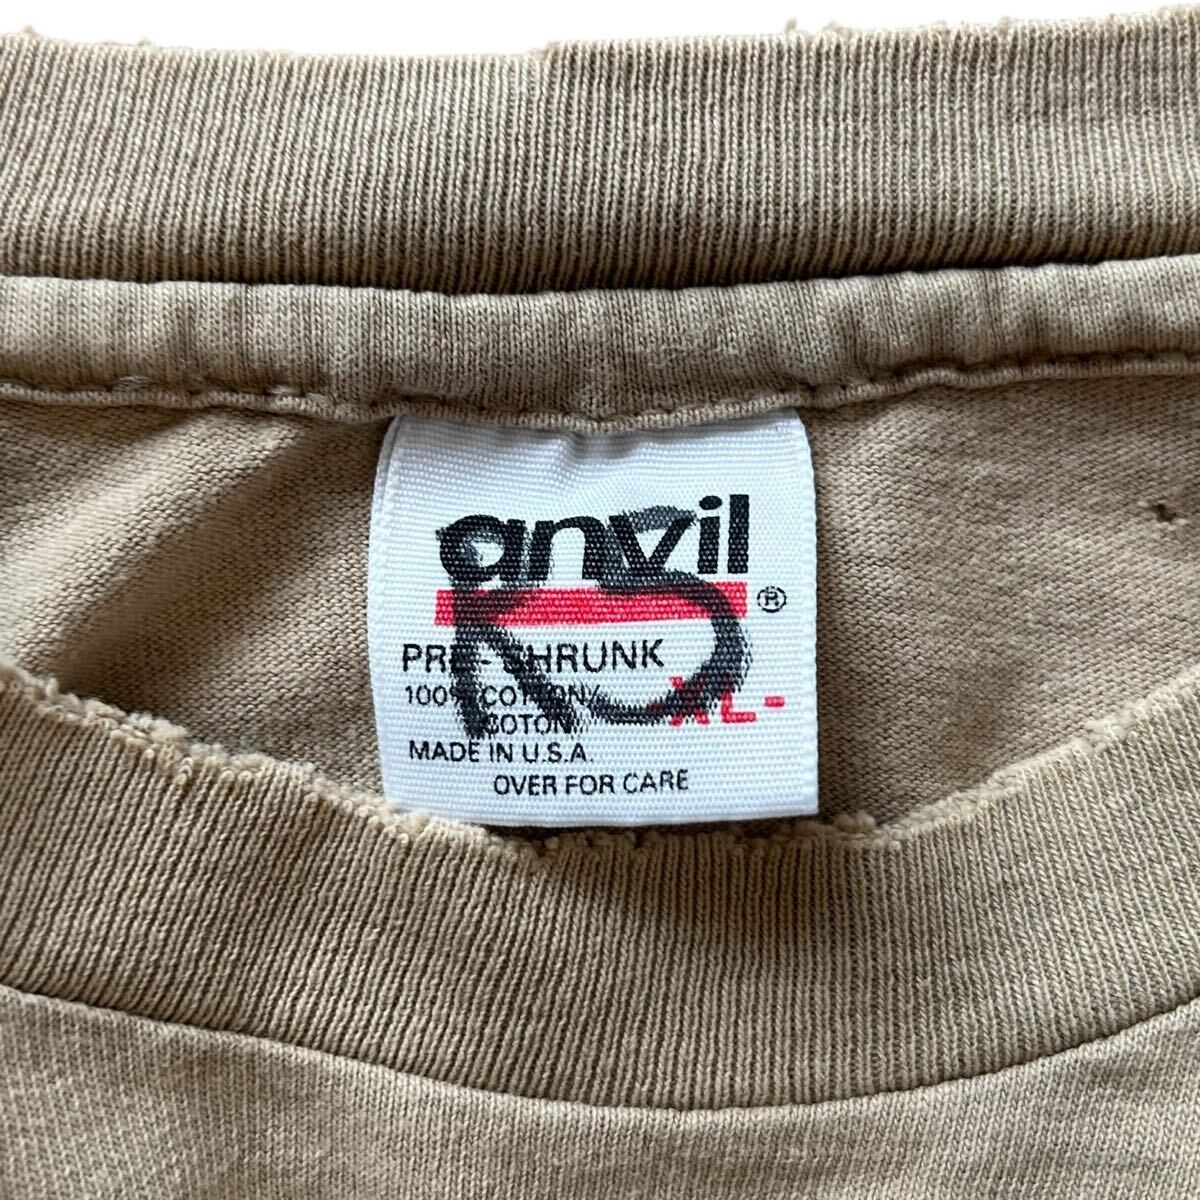 anvil
®
PRE-SHRUNK
100% COTTON/
COTON
-XL-
MADE IN U.S.A.
OVER FOR CARE